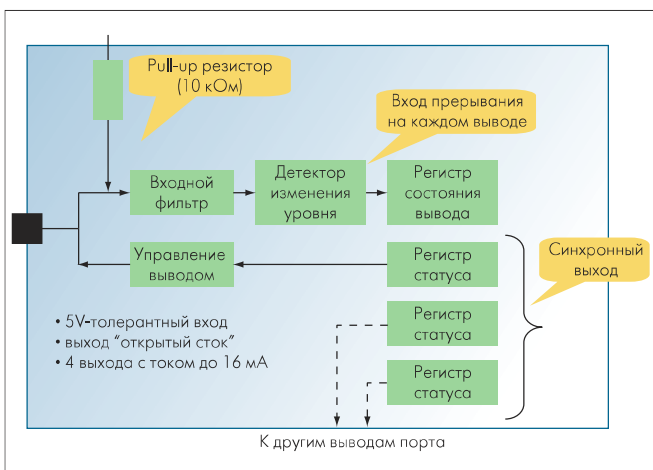 Pull-up резистор
(10 кОм)
Вход прерывания
на каждом выводе
Входной
фильтр
Детектор
изменения
уровня
Регистр
состояния
вывода
Управление
выводом
Регистр
статуса
Синхронный
выход
• 5V-толерантный вход
• выход "открытый сток"
• 4 выхода с током до 16 мА
Регистр
статуса
Регистр
статуса
К другим выводам порта